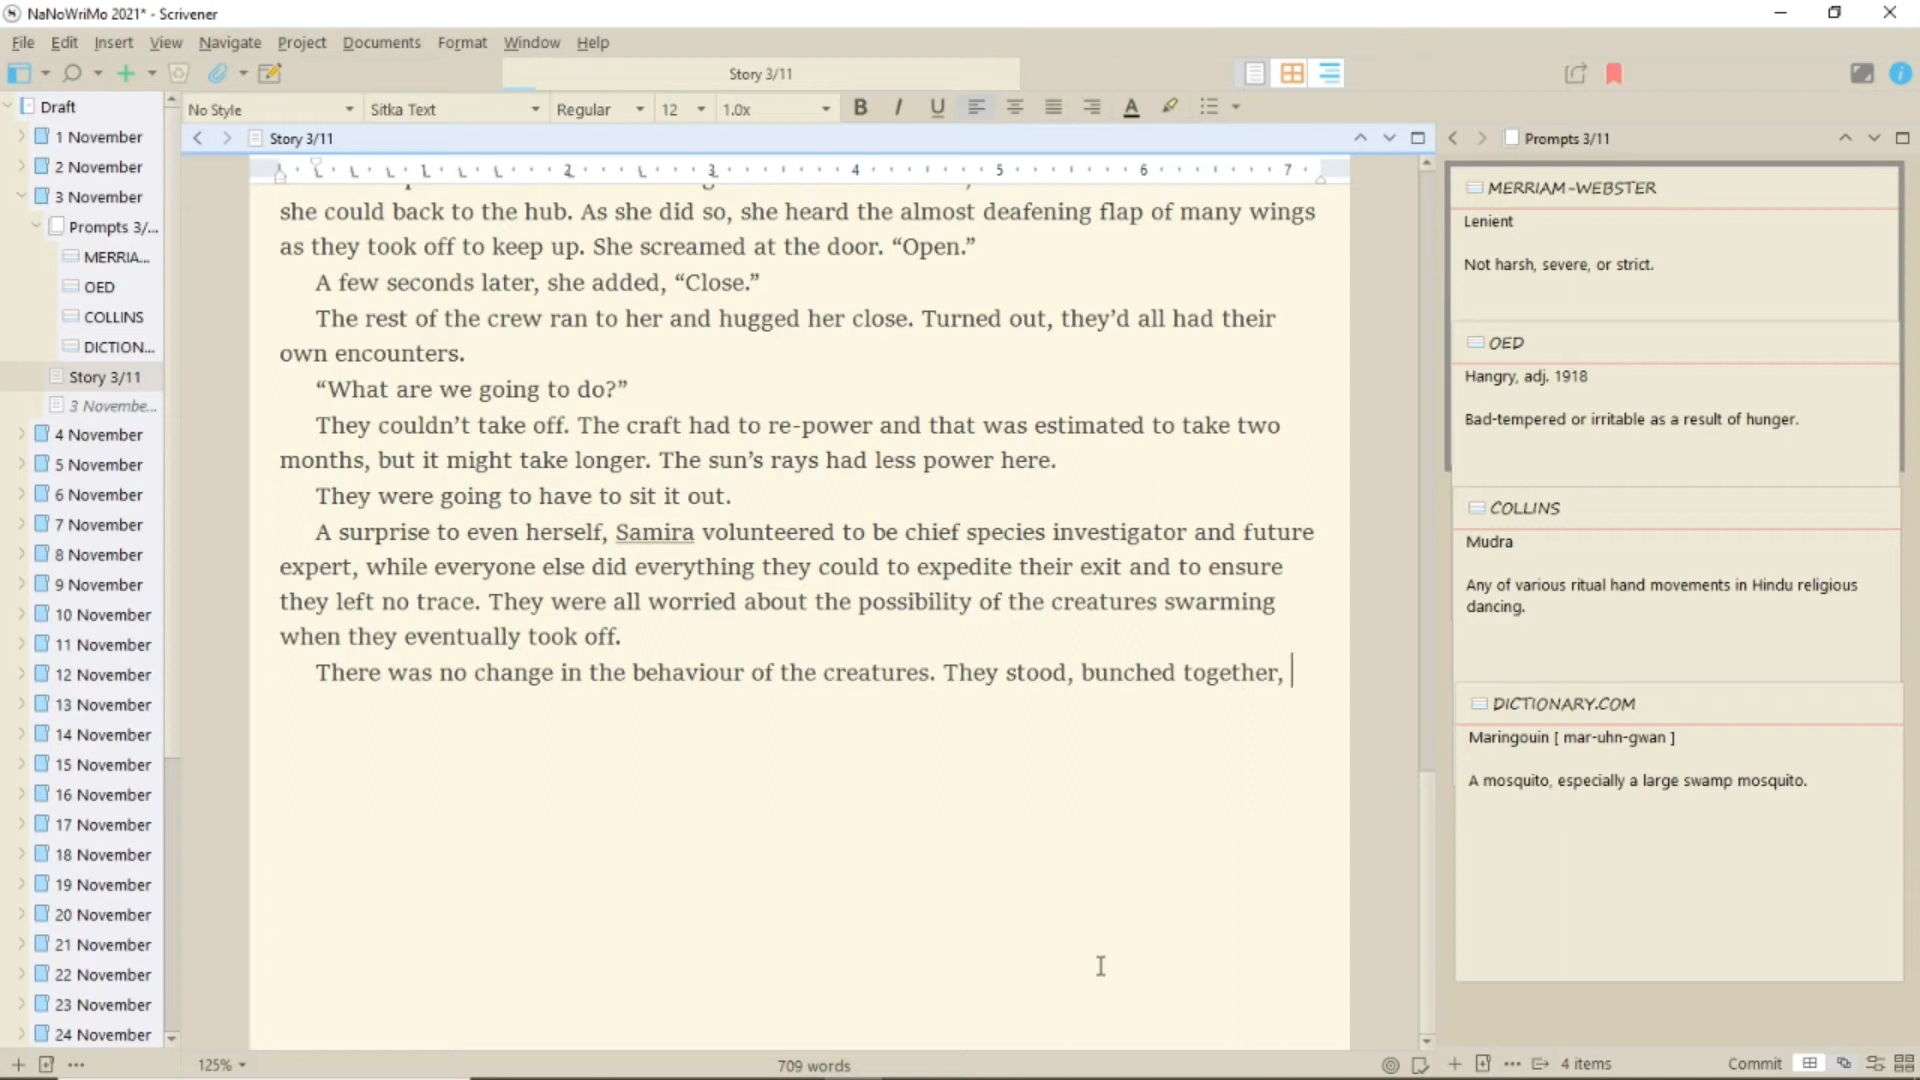 NaNoWriMo 2021* - Scrivener
File Edit Insert View Navigate Project Documents Format Window Help
Story 3/11
No Style Sitka Text Regular 12 1.0x B I U A
Draft
1 November
2 November
3 November
Prompts 3/...
MERRIA...
OED
COLLINS
DICTION...
Story 3/11
3 Novembe...
4 November
5 November
6 November
7 November
8 November
9 November
10 November
11 November
12 November
13 November
14 November
15 November
16 November
17 November
18 November
19 November
20 November
21 November
22 November
23 November
24 November
Story 3/11
1 2 3 4 5 6 7
she could back to the hub. As she did so, she heard the almost deafening flap of many wings
as they took off to keep up. She screamed at the door. “Open.”
A few seconds later, she added, “Close.”
The rest of the crew ran to her and hugged her close. Turned out, they’d all had their
own encounters.
“What are we going to do?”
They couldn’t take off. The craft had to re-power and that was estimated to take two
months, but it might take longer. The sun’s rays had less power here.
They were going to have to sit it out.
A surprise to even herself, Samira volunteered to be chief species investigator and future
expert, while everyone else did everything they could to expedite their exit and to ensure
they left no trace. They were all worried about the possibility of the creatures swarming
when they eventually took off.
There was no change in the behaviour of the creatures. They stood, bunched together,
Prompts 3/11
MERRIAM-WEBSTER
Lenient
Not harsh, severe, or strict.
OED
Hangry, adj. 1918
Bad-tempered or irritable as a result of hunger.
COLLINS
Mudra
Any of various ritual hand movements in Hindu religious
dancing.
DICTIONARY.COM
Maringouin [ mar-uhn-gwan ]
A mosquito, especially a large swamp mosquito.
125% 709 words 4 items Commit